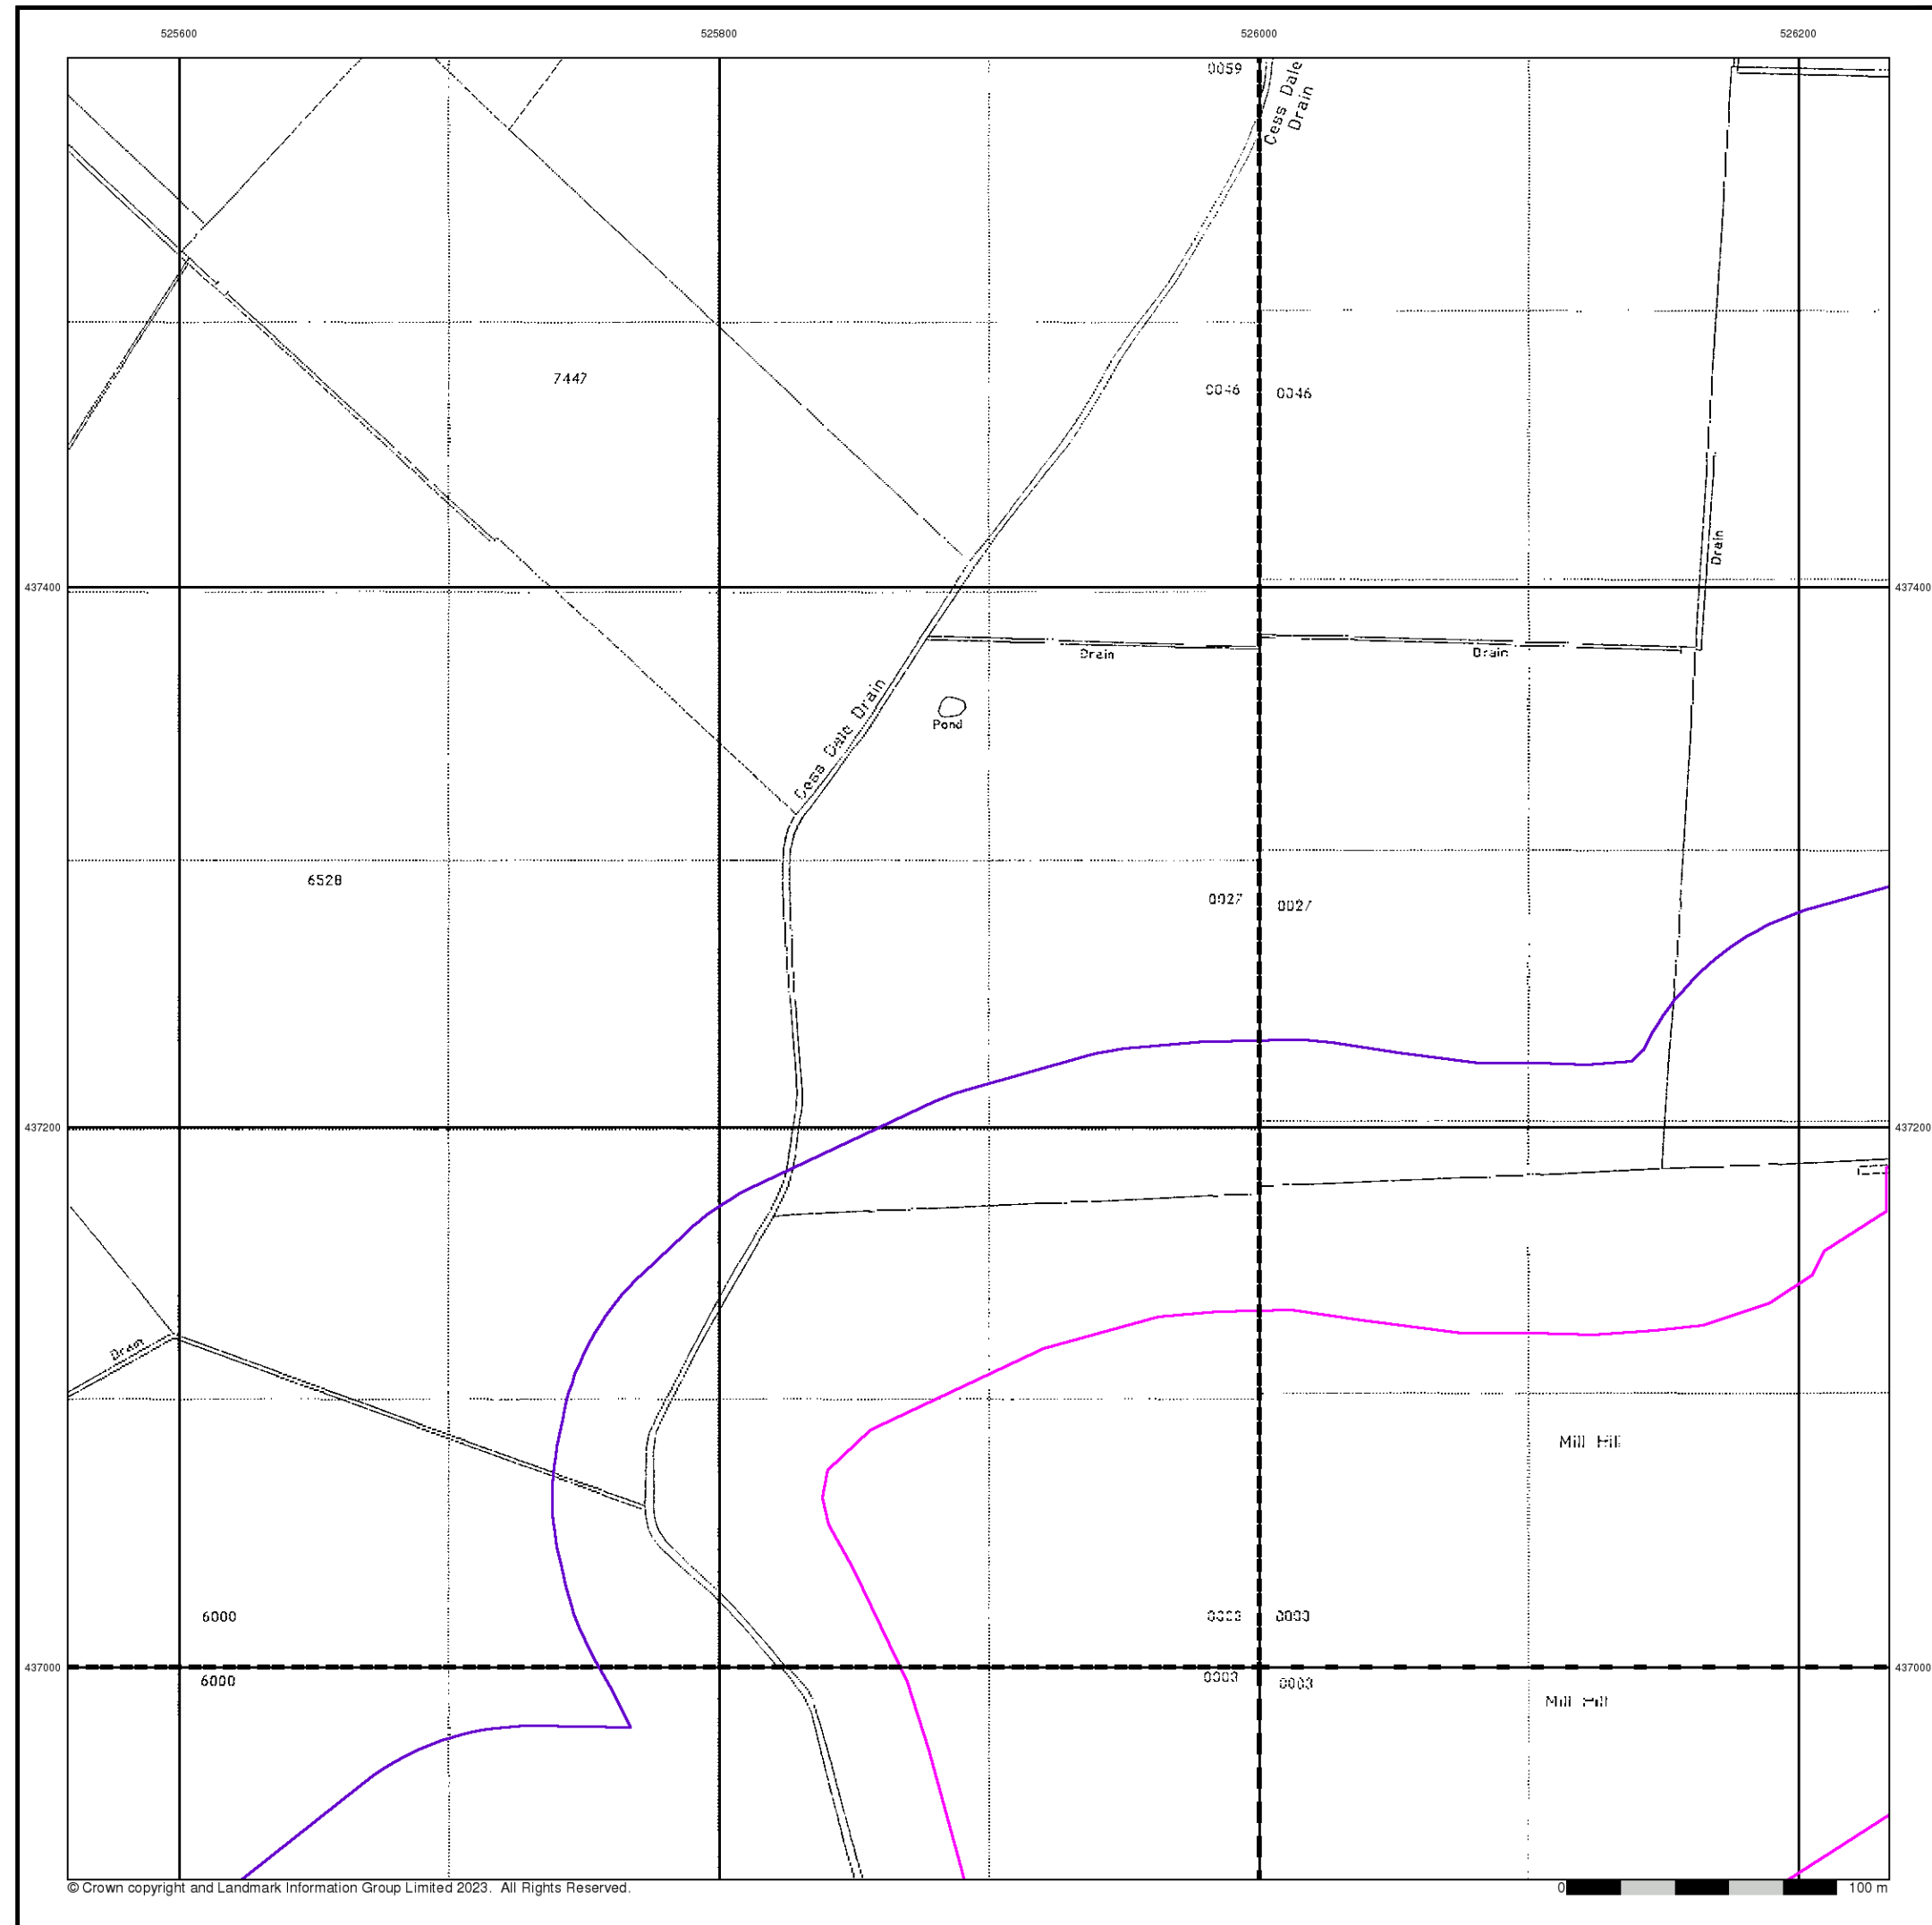 525600
525800
526000
526200
0059
Cess Dale
Drain
7447
0046
0046
Drain
437400
437400
Drain
Drain
Pond
Cess Dale Drain
6528
0027
0027
437200
437200
Drain
Mill Hill
6000
437000
437000
6000
0003
0003
Mill Hill
© Crown copyright and Landmark Information Group Limited 2023. All Rights Reserved.
0
100 m